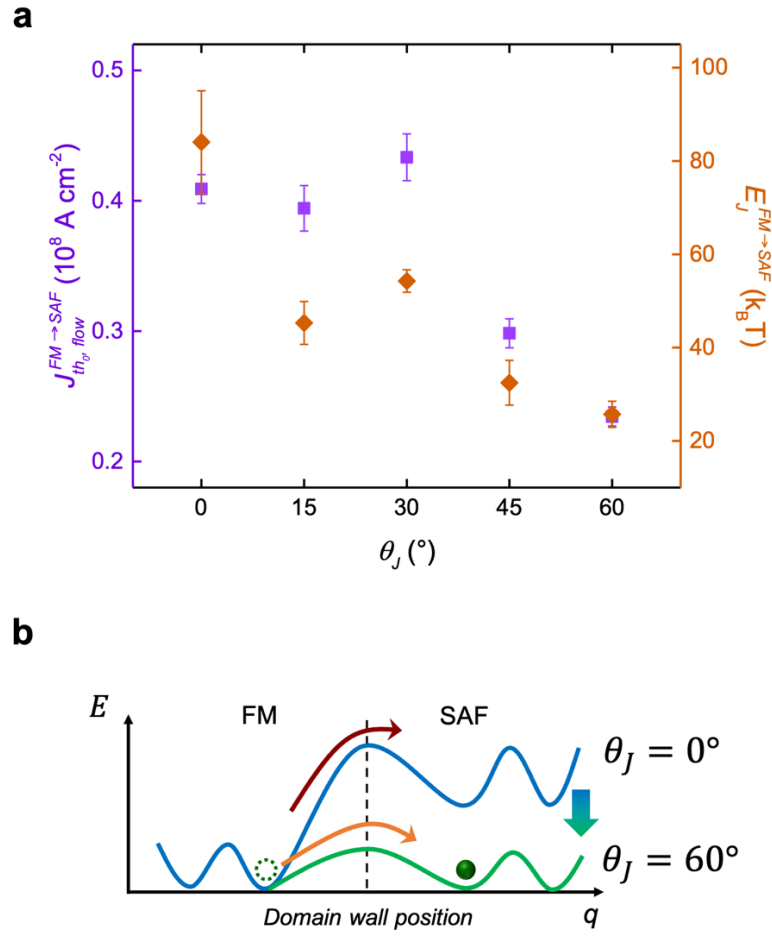 a
0.5
0.4
0.3
0.2
J_{th_0, flow}^{FM→SAF} (10⁸ A cm⁻²)
100
80
60
40
20
E_J^{FM→SAF} (k_BT)
0 15 30 45 60
θ_J (°)
b
E FM SAF
θ_J = 0°
θ_J = 60°
Domain wall position q